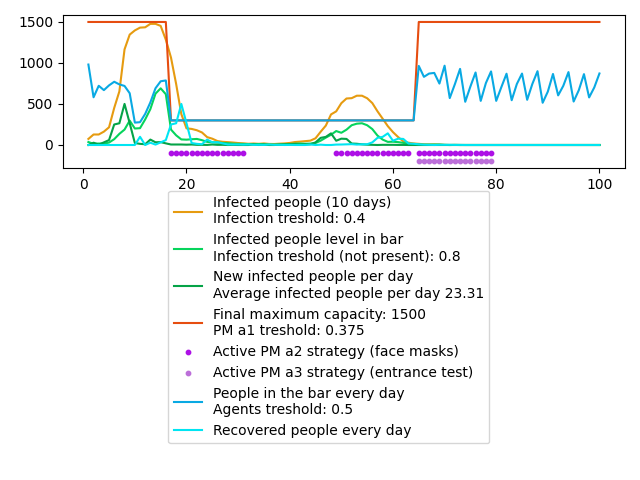 1500
1000
500
0
0
20
40
60
80
100
Infected people (10 days)
Infection treshold: 0.4
Infected people level in bar
Infection treshold (not present): 0.8
New infected people per day
Average infected people per day 23.31
Final maximum capacity: 1500
PM a1 treshold: 0.375
Active PM a2 strategy (face masks)
Active PM a3 strategy (entrance test)
People in the bar every day
Agents treshold: 0.5
Recovered people every day